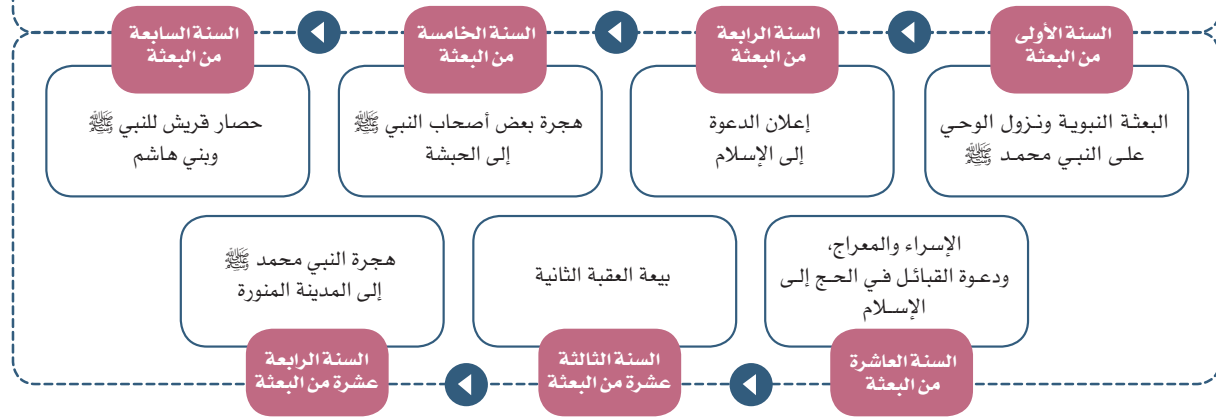 السنة الأولى
من البعثة
البعثة النبوية ونزول الوحي
على النبي محمد ﷺ
السنة الرابعة
من البعثة
إعلان الدعوة
إلى الإسلام
السنة الخامسة
من البعثة
هجرة بعض أصحاب النبي ﷺ
إلى الحبشة
السنة السابعة
من البعثة
حصار قريش للنبي ﷺ
وبني هاشم
الإسراء والمعراج،
ودعوة القبائل في الحج إلى
الإسلام
السنة العاشرة
من البعثة
بيعة العقبة الثانية
السنة الثالثة
عشرة من البعثة
هجرة النبي محمد ﷺ
إلى المدينة المنورة
السنة الرابعة
عشرة من البعثة